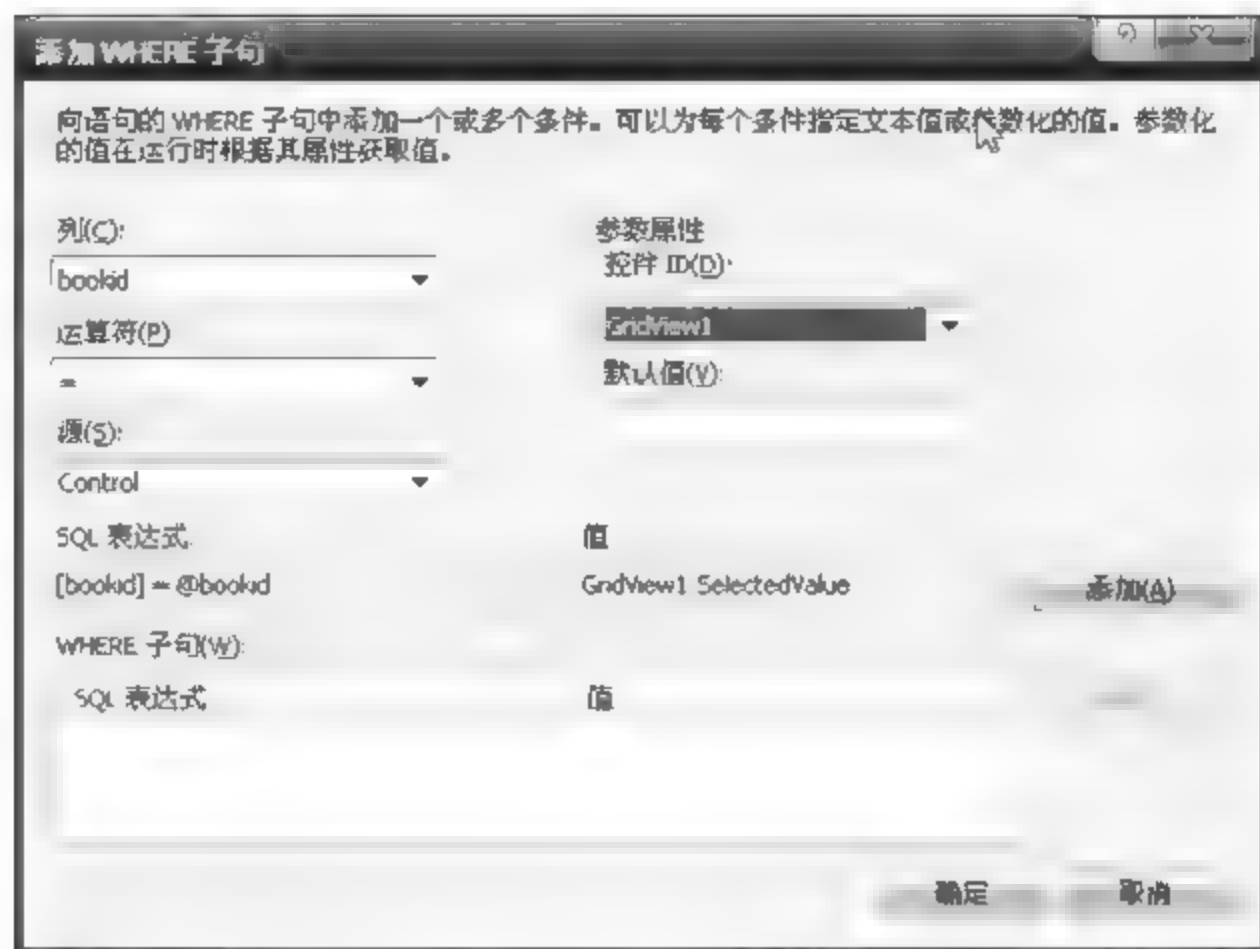 添加 WHERE 子句
向语句的 WHERE 子句中添加一个或多个条件。可以为每个条件指定文本值或参数化的值。参数化
的值在运行时根据其属性获取值。
列(C):
bookid
运算符(P)
=
源(S):
Control
参数属性
控件 ID(D):
GridView1
默认值(V):
SQL 表达式:
值
[bookid] = @bookid
GridView1.SelectedValue
添加(A)
WHERE 子句(W):
SQL 表达式
值
确定
取消